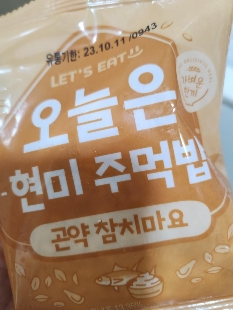 유통기한: 23.10.11/0943
LET'S EAT
오늘은
현미 주먹밥
곤약 참치마요